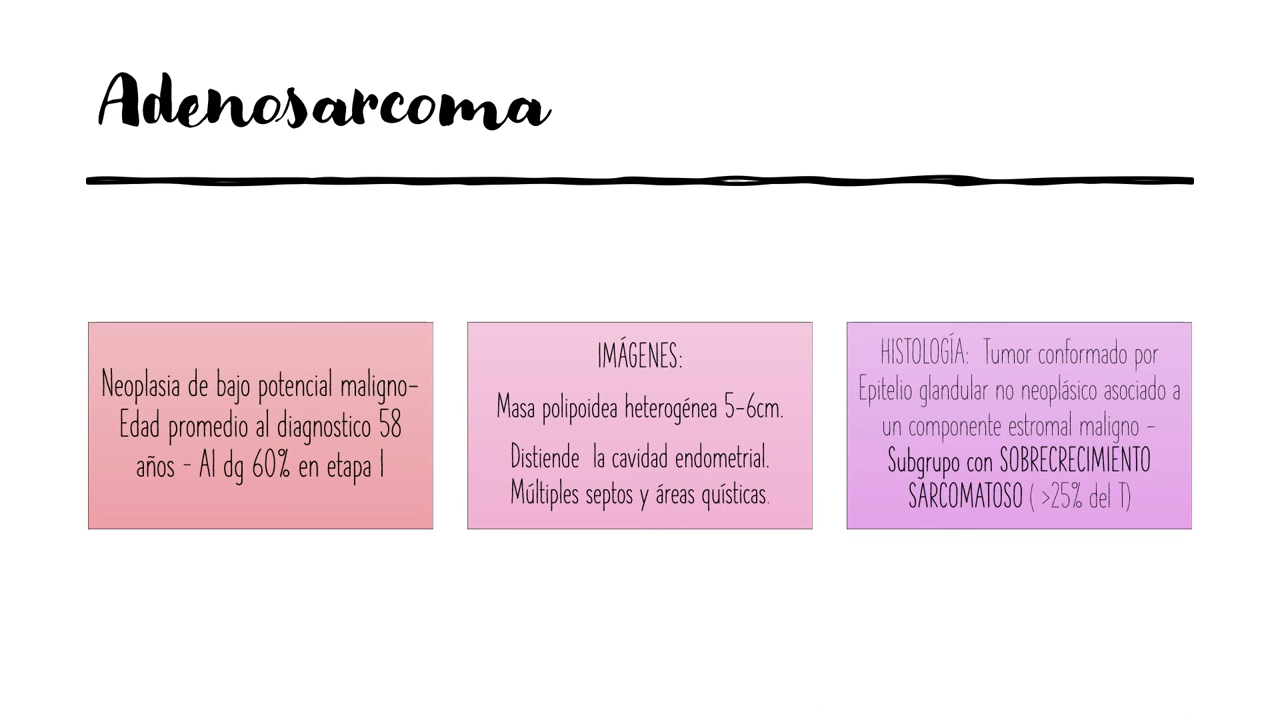 Adenosarcoma
Neoplasia de bajo potencial maligno-
Edad promedio al diagnostico 58
años - Al dg 60% en etapa I
IMÁGENES:
Masa polipoidea heterogénea 5-6cm.
Distiende la cavidad endometrial.
Múltiples septos y áreas quísticas.
HISTOLOGÍA: Tumor conformado por
Epitelio glandular no neoplásico asociado a
un componente estromal maligno -
Subgrupo con SOBRECRECIMIENTO
SARCOMATOSO ( >25% del T)